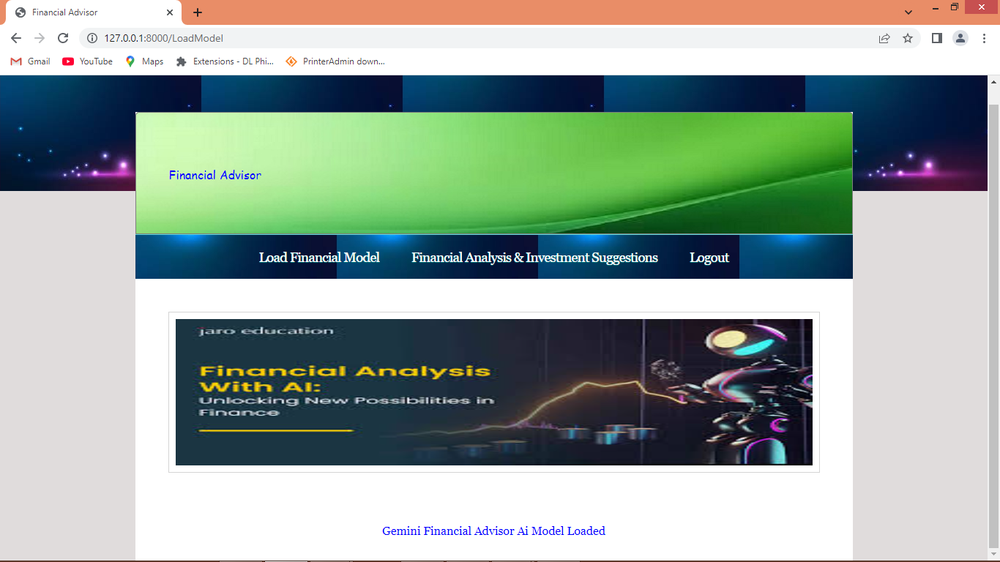 Financial Advisor
127.0.0.1:8000/LoadModel
Gmail YouTube Maps Extensions - DL Phi... PrinterAdmin down...
Financial Advisor
Load Financial Model Financial Analysis & Investment Suggestions Logout
jaro education
Financial Analysis
With AI:
Unlocking New Possibilities in
Finance
Gemini Financial Advisor Ai Model Loaded